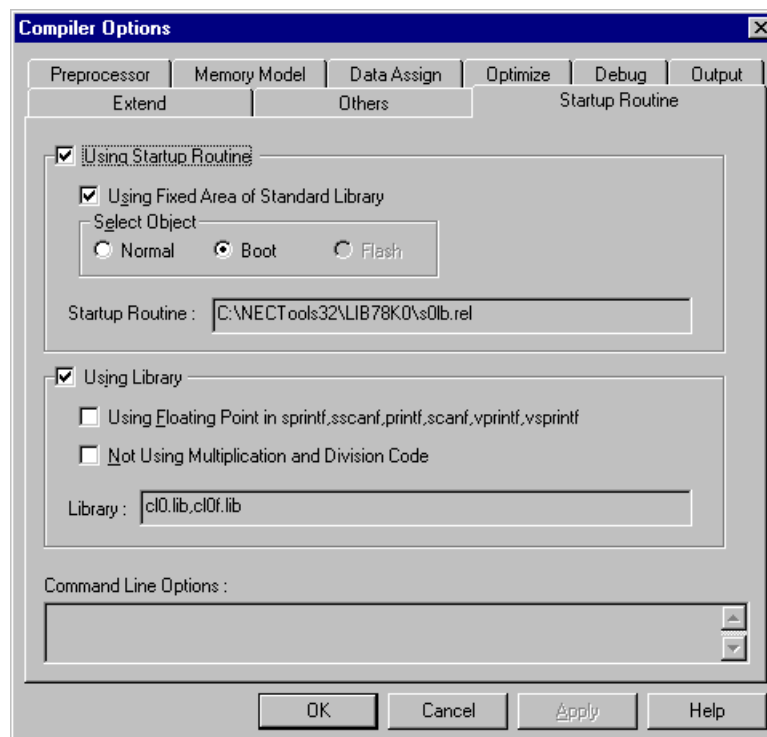 Compiler Options
Preprocessor Memory Model Data Assign Optimize Debug Output
Extend Others Startup Routine
Using Startup Routine
Using Fixed Area of Standard Library
Select Object
Normal Boot Flash
Startup Routine : C:\NECTools32\LIB78K0\s0lb.rel
Using Library
Using Floating Point in sprintf,sscanf,printf,scanf,vprintf,vsprintf
Not Using Multiplication and Division Code
Library : cl0.lib,cl0f.lib
Command Line Options :
OK Cancel Apply Help